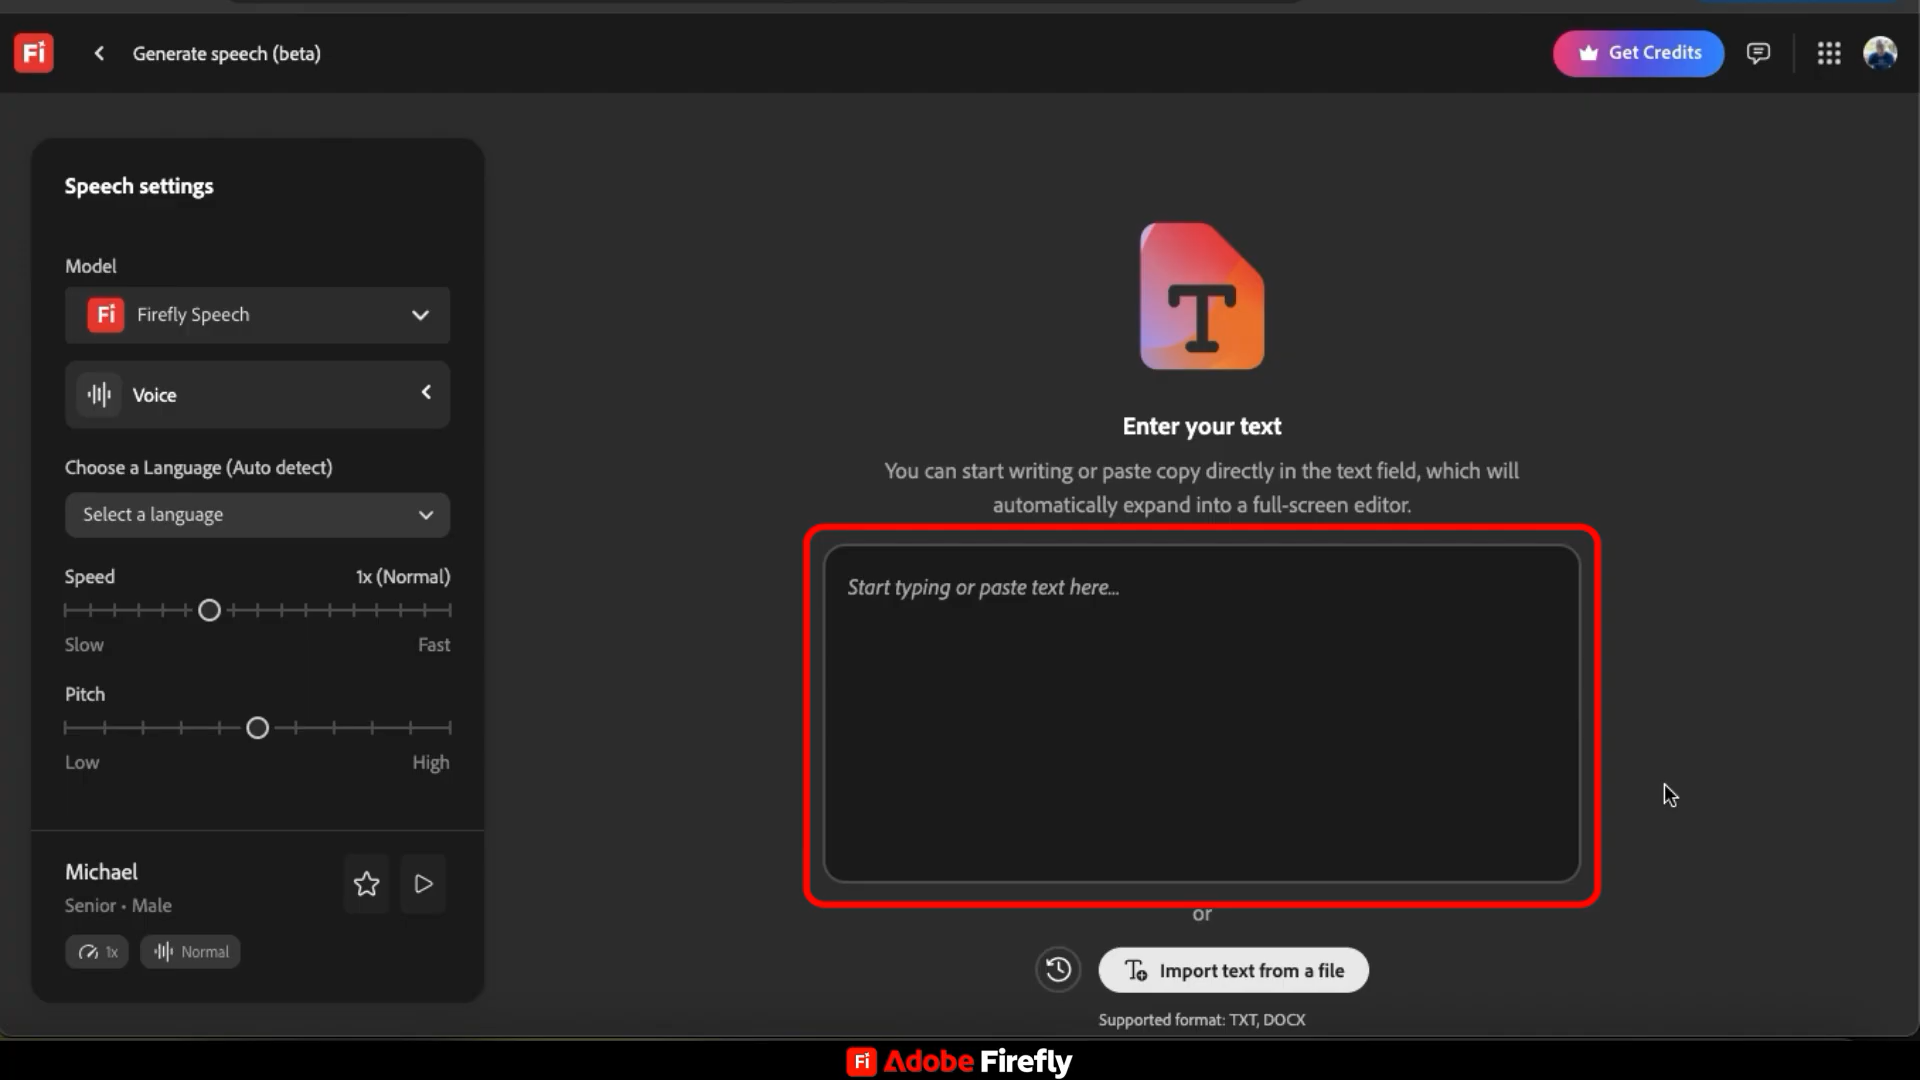 Fi
Generate speech (beta)
Get Credits
Speech settings
Model
Fi Firefly Speech
Voice
Choose a Language (Auto detect)
Select a language
Speed 1x (Normal)
Slow Fast
Pitch
Low High
Michael
Senior • Male
1x Normal
T
Enter your text
You can start writing or paste copy directly in the text field, which will
automatically expand into a full-screen editor.
Start typing or paste text here...
or
Import text from a file
Supported format: TXT, DOCX
Fi Adobe Firefly